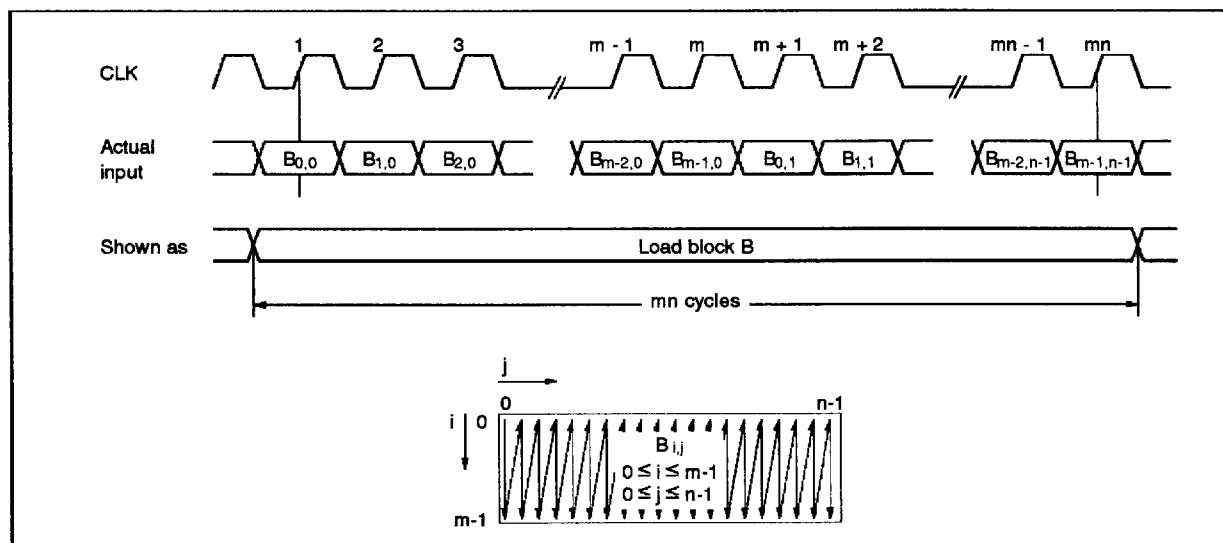 1 2 3 m - 1 m m + 1 m + 2 mn - 1 mn
CLK
Actual input
B0,0 B1,0 B2,0 Bm-2,0 Bm-1,0 B0,1 B1,1 Bm-2,n-1 Bm-1,n-1
Shown as
Load block B
mn cycles
j
0 n-1
i 0
Bi,j
0 ≤ i ≤ m-1
0 ≤ j ≤ n-1
m-1